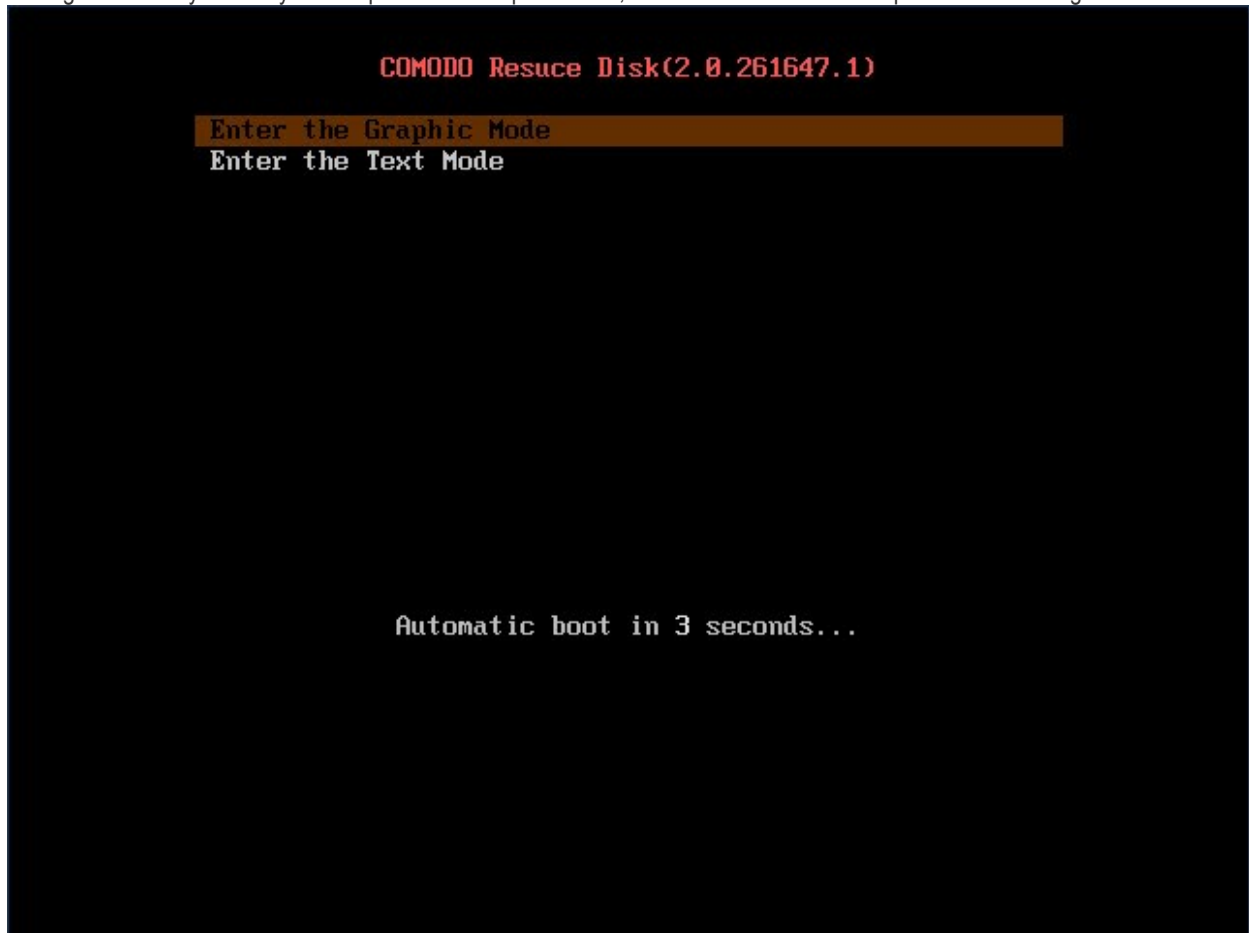 COMODO Resuce Disk(2.0.261647.1)
Enter the Graphic Mode
Enter the Text Mode
Automatic boot in 3 seconds...